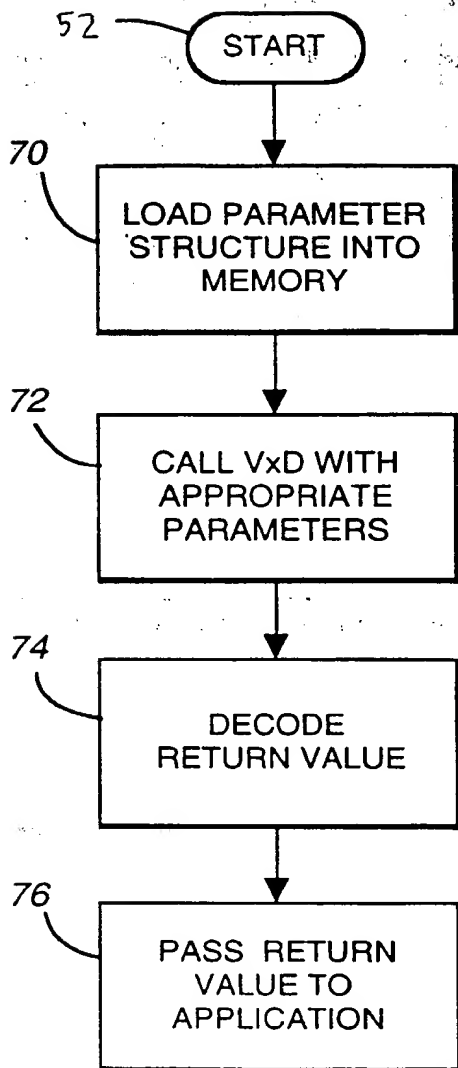 52
START
70
LOAD PARAMETER
STRUCTURE INTO
MEMORY
72
CALL VxD WITH
APPROPRIATE
PARAMETERS
74
DECODE
RETURN VALUE
76
PASS RETURN
VALUE TO
APPLICATION